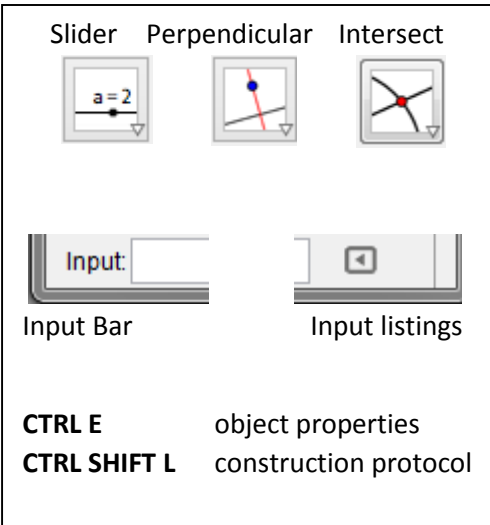 Slider Perpendicular Intersect
a = 2
Input:
Input Bar Input listings
CTRL E object properties
CTRL SHIFT L construction protocol